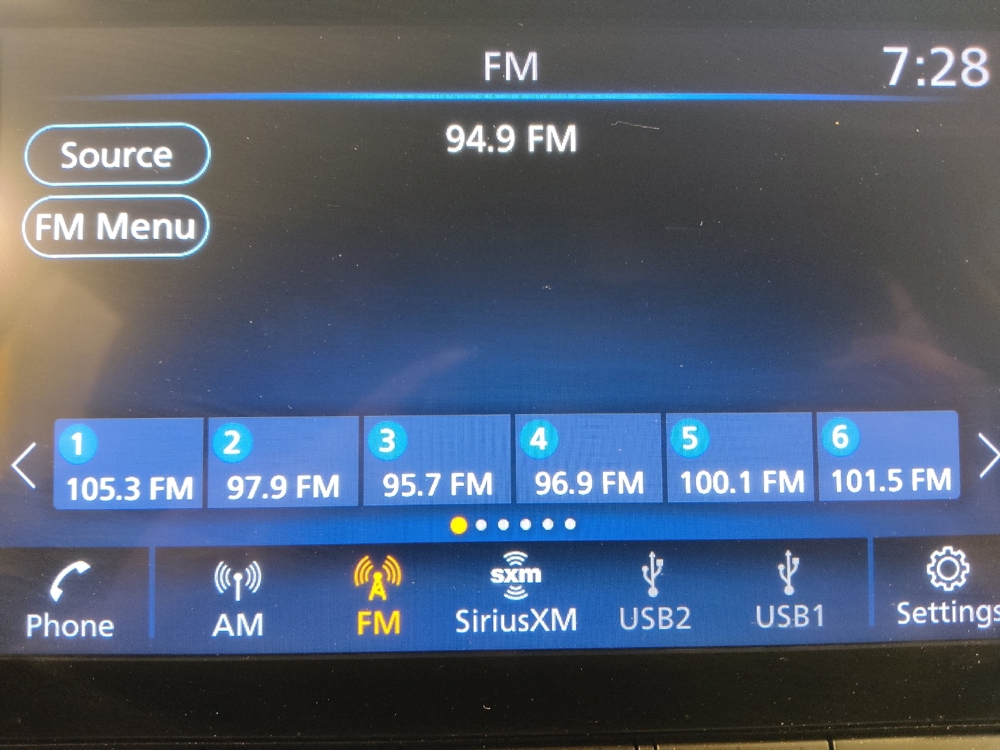 FM
7:28
94.9 FM
Source
FM Menu
1
2
3
4
5
6
105.3 FM
97.9 FM
95.7 FM
96.9 FM
100.1 FM
101.5 FM
sxm
Phone
AM
FM
SiriusXM
USB2
USB1
Settings